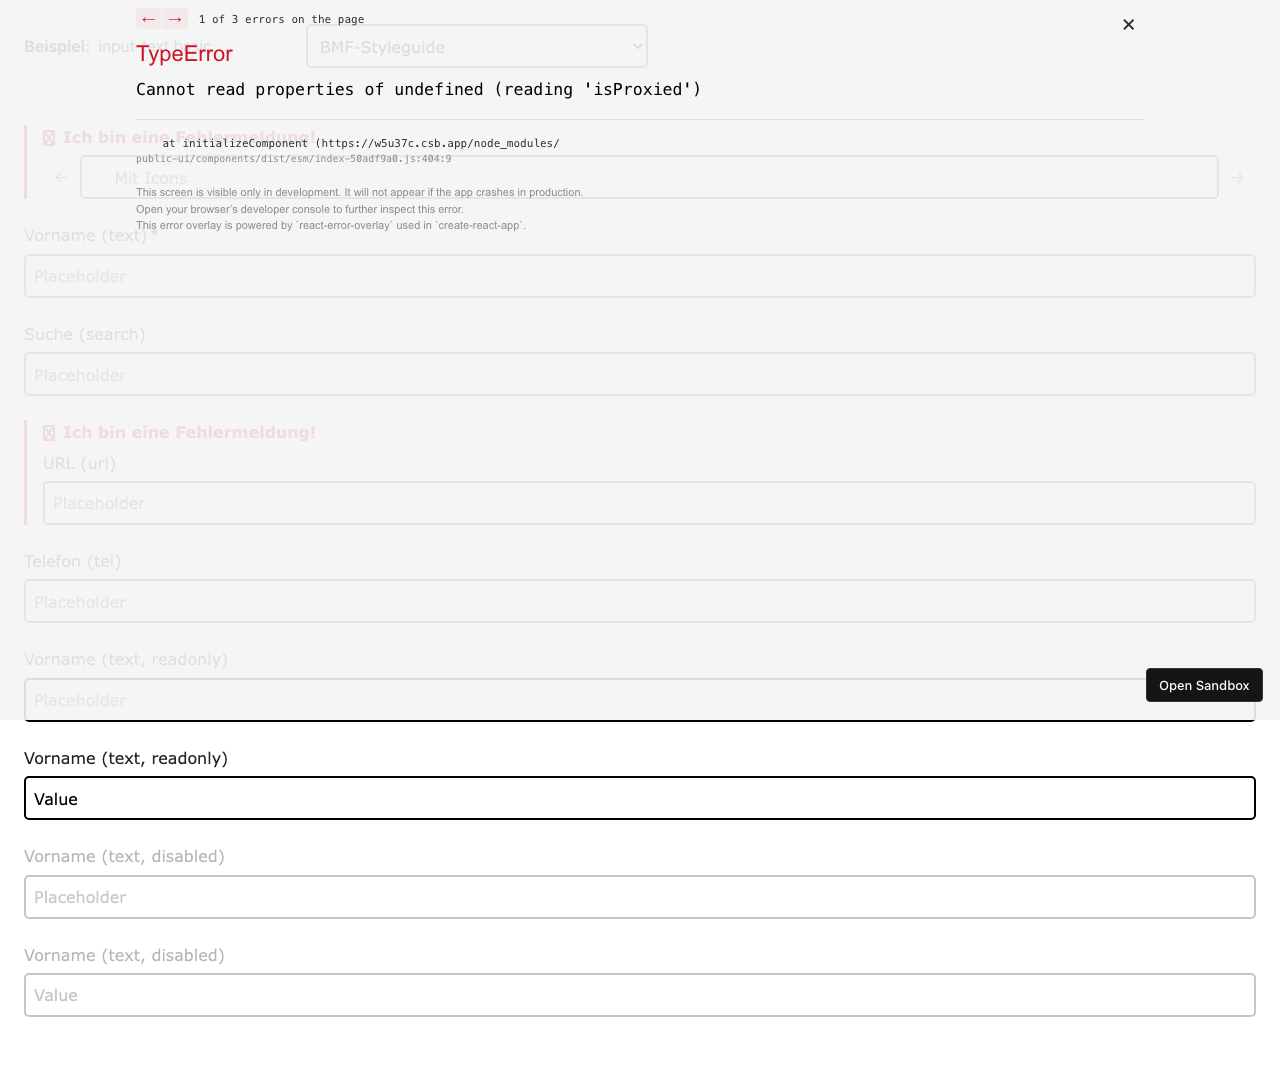 ← → 1 of 3 errors on the page ✕
Beispiel: input-text basic BMF-Styleguide
TypeError
Cannot read properties of undefined (reading 'isProxied')
Ich bin eine Fehlermeldung!
at initializeComponent (https://w5u37c.csb.app/node_modules/
public-ui/components/dist/esm/index-50adf9a0.js:404:9
← Mit Icons →
This screen is visible only in development. It will not appear if the app crashes in production.
Open your browser’s developer console to further inspect this error.
This error overlay is powered by `react-error-overlay` used in `create-react-app`.
Vorname (text) *
Placeholder
Suche (search)
Placeholder
Ich bin eine Fehlermeldung!
URL (url)
Placeholder
Telefon (tel)
Placeholder
Vorname (text, readonly)
Open Sandbox
Placeholder
Vorname (text, readonly)
Value
Vorname (text, disabled)
Placeholder
Vorname (text, disabled)
Value